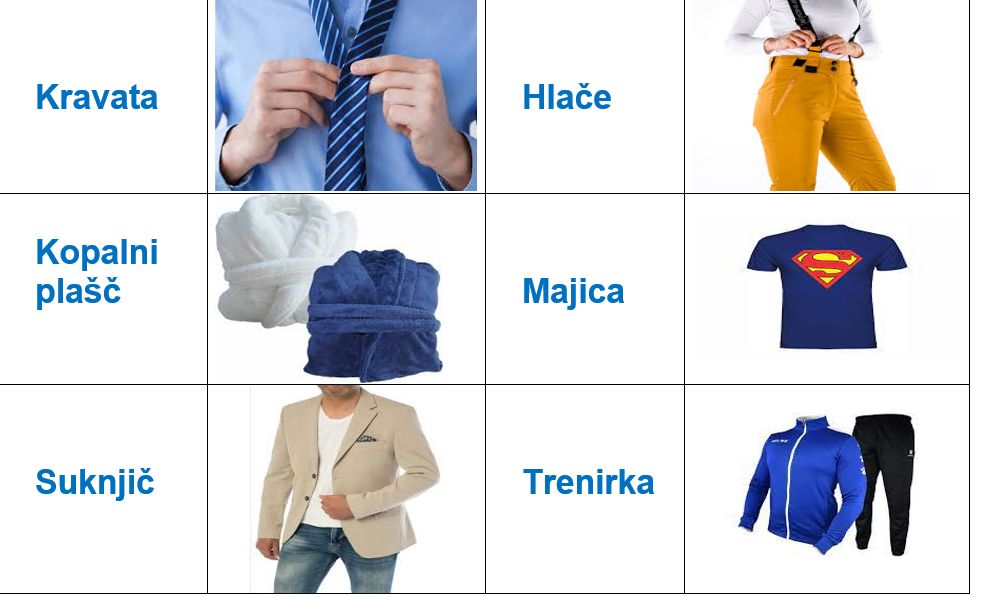 Kravata
Hlače
Kopalni
plašč
Majica
Suknjič
Trenirka